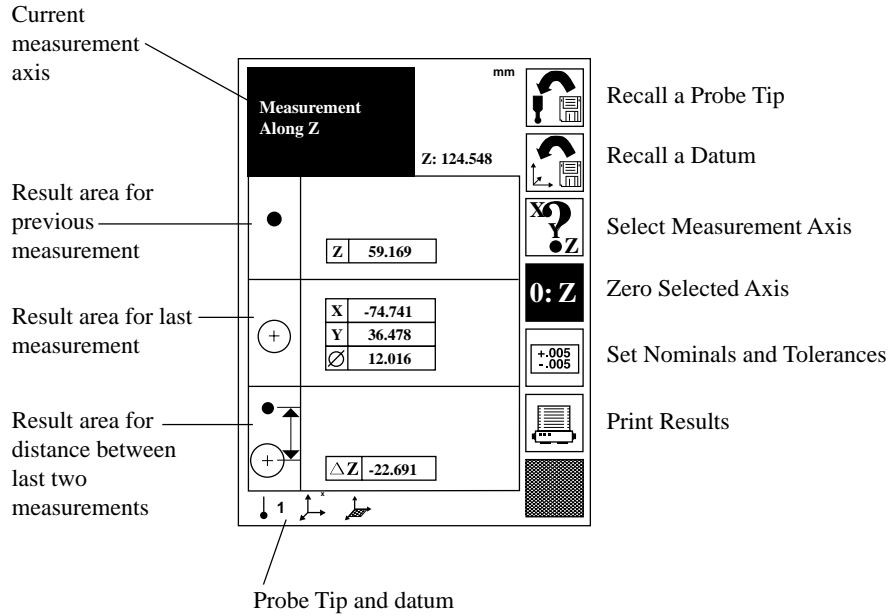 Current
measurement
axis
mm
Measurement
Along Z
Z: 124.548
Recall a Probe Tip
Recall a Datum
Result area for
previous
measurement
Z 59.169
X
Y
Z
Select Measurement Axis
0: Z
Zero Selected Axis
Result area for last
measurement
X -74.741
Y 36.478
∅ 12.016
+.005
-.005
Set Nominals and Tolerances
Result area for
distance between
last two
measurements
△ Z -22.691
Print Results
1
x
Probe Tip and datum